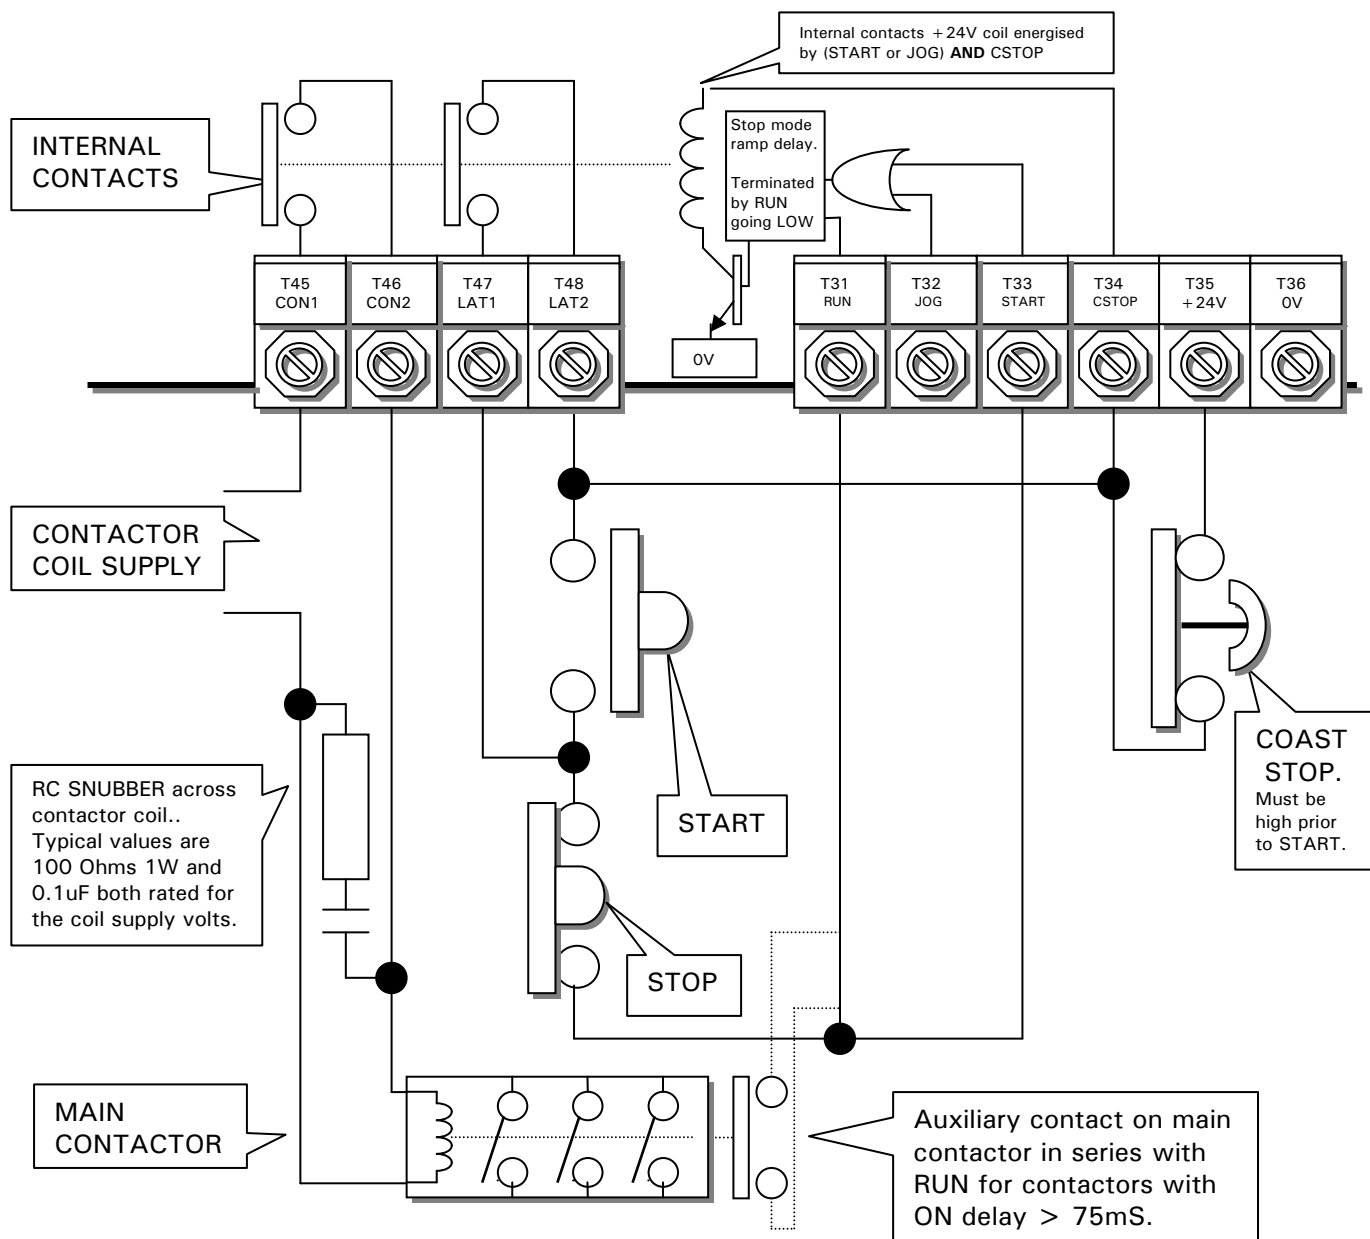 Internal contacts +24V coil energised
by (START or JOG) AND CSTOP
INTERNAL
CONTACTS
Stop mode
ramp delay.
Terminated
by RUN
going LOW
T45
CON1
T46
CON2
T47
LAT1
T48
LAT2
0V
T31
RUN
T32
JOG
T33
START
T34
CSTOP
T35
+24V
T36
0V
CONTACTOR
COIL SUPPLY
START
COAST
STOP.
Must be
high prior
to START.
RC SNUBBER across
contactor coil..
Typical values are
100 Ohms 1W and
0.1uF both rated for
the coil supply volts.
STOP
MAIN
CONTACTOR
Auxiliary contact on main
contactor in series with
RUN for contactors with
ON delay > 75mS.